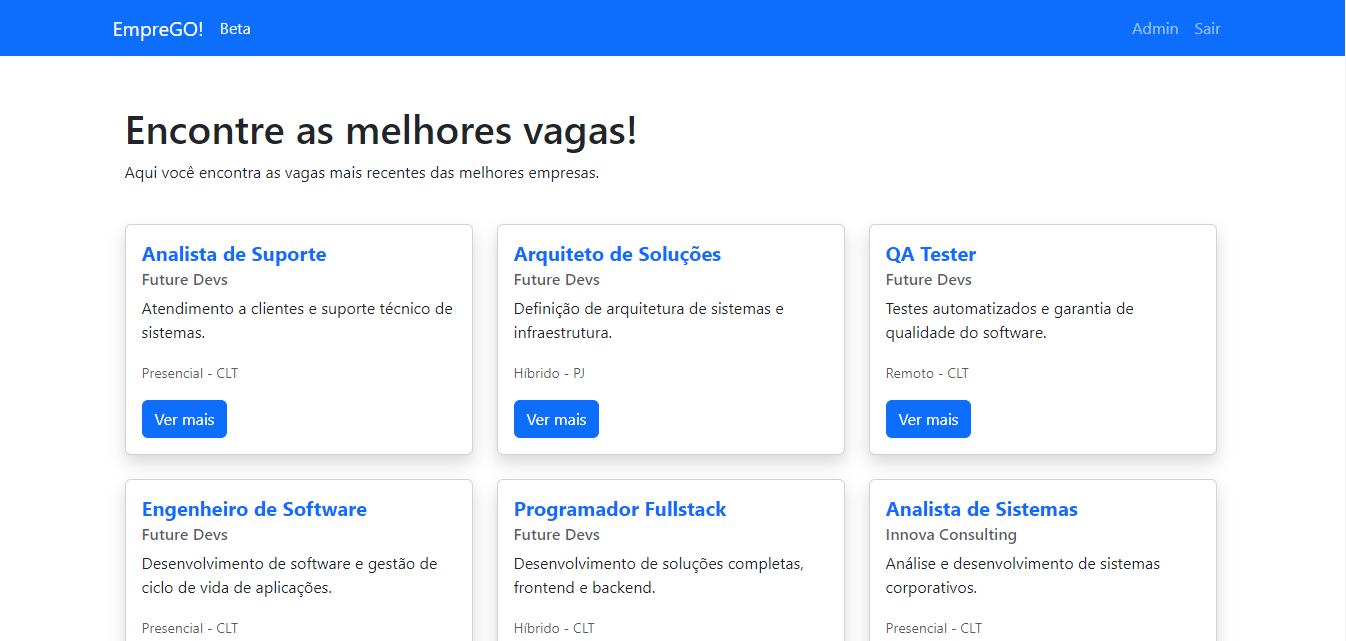 EmpreGO! Beta Admin Sair
Encontre as melhores vagas!
Aqui você encontra as vagas mais recentes das melhores empresas.
Analista de Suporte
Future Devs
Atendimento a clientes e suporte técnico de
sistemas.
Presencial - CLT
Ver mais
Arquiteto de Soluções
Future Devs
Definição de arquitetura de sistemas e
infraestrutura.
Híbrido - PJ
Ver mais
QA Tester
Future Devs
Testes automatizados e garantia de
qualidade do software.
Remoto - CLT
Ver mais
Engenheiro de Software
Future Devs
Desenvolvimento de software e gestão de
ciclo de vida de aplicações.
Presencial - CLT
Programador Fullstack
Future Devs
Desenvolvimento de soluções completas,
frontend e backend.
Híbrido - CLT
Analista de Sistemas
Innova Consulting
Análise e desenvolvimento de sistemas
corporativos.
Presencial - CLT